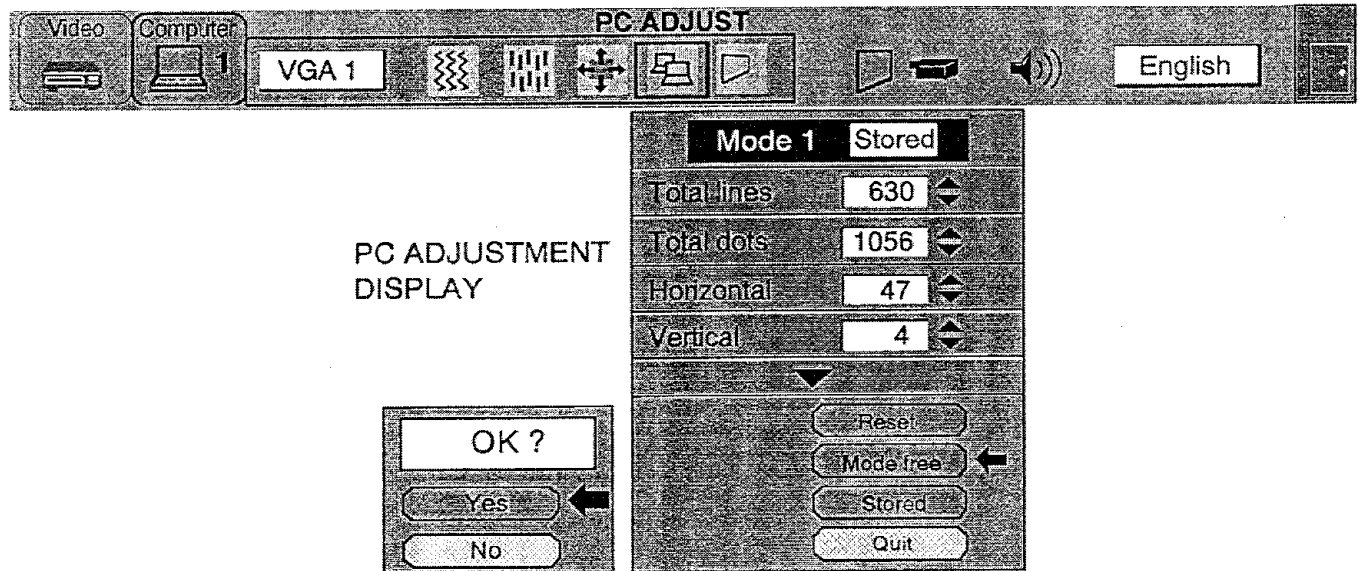 PC ADJUST
Video
Computer
1
VGA 1
English
Mode 1 Stored
Total lines 630
Total dots 1056
Horizontal 47
Vertical 4
PC ADJUSTMENT
DISPLAY
Reset
Mode free
Stored
Quit
OK ?
Yes
No